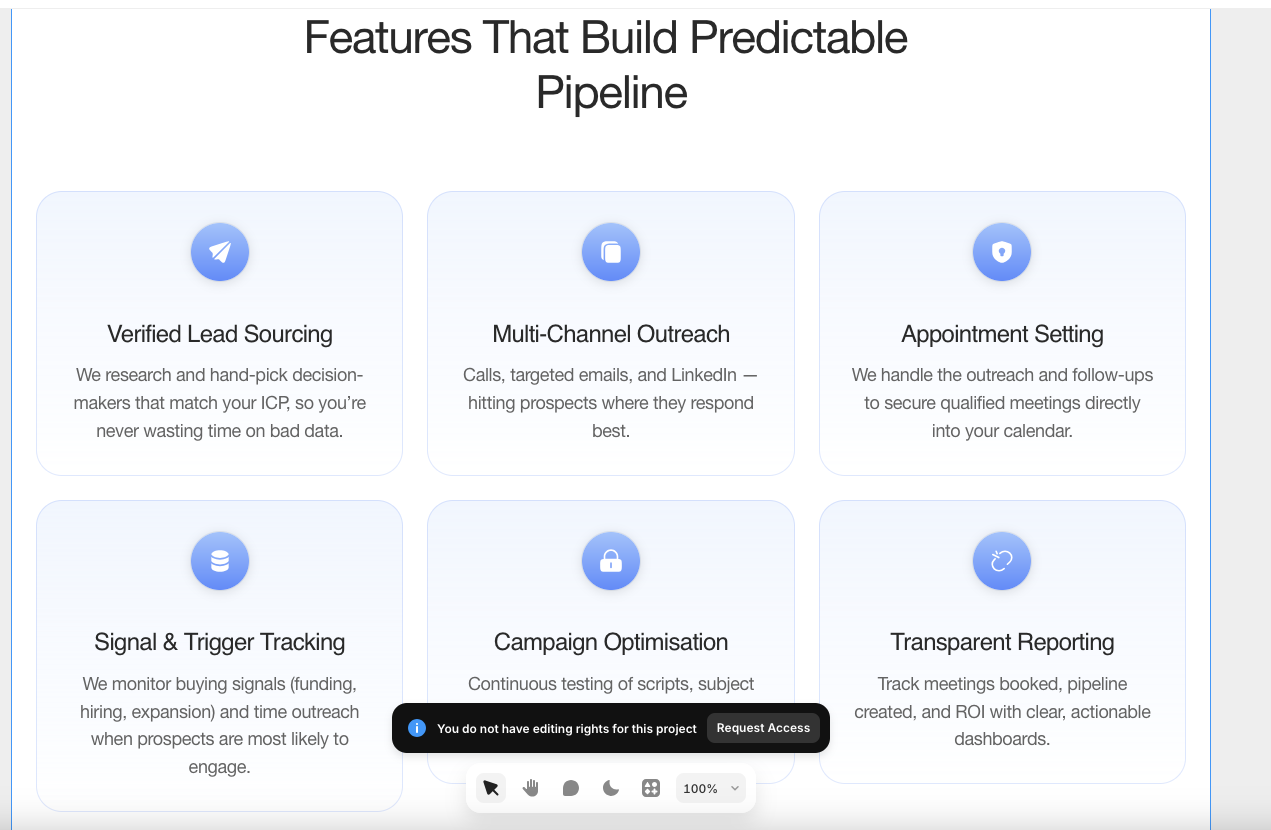 Features That Build Predictable
Pipeline
Verified Lead Sourcing
We research and hand-pick decision-
makers that match your ICP, so you’re
never wasting time on bad data.
Multi-Channel Outreach
Calls, targeted emails, and LinkedIn —
hitting prospects where they respond
best.
Appointment Setting
We handle the outreach and follow-ups
to secure qualified meetings directly
into your calendar.
Signal & Trigger Tracking
We monitor buying signals (funding,
hiring, expansion) and time outreach
when prospects are most likely to
engage.
Campaign Optimisation
Continuous testing of scripts, subject
Transparent Reporting
Track meetings booked, pipeline
created, and ROI with clear, actionable
dashboards.
You do not have editing rights for this project
Request Access
100%